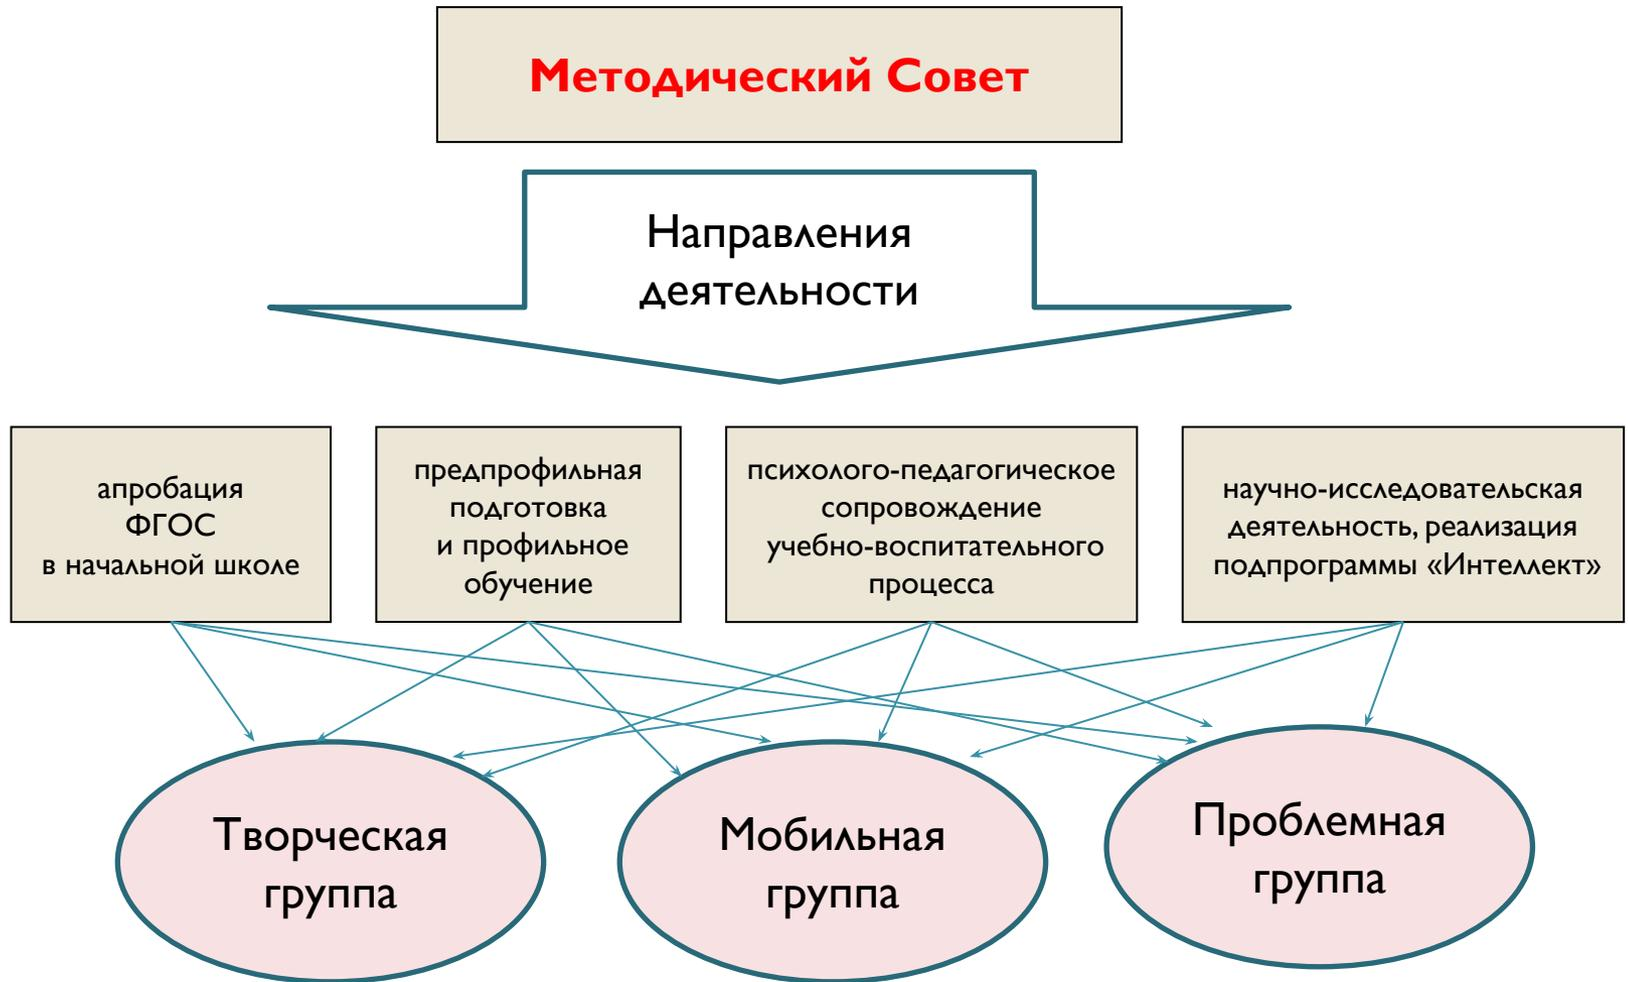 Методический Совет
Направления
деятельности
апробация
ФГОС
в начальной школе
предпрофильная
подготовка
и профильное
обучение
психолого-педагогическое
сопровождение
учебно-воспитательного
процесса
научно-исследовательская
деятельность, реализация
подпрограммы «Интеллект»
Творческая
группа
Мобильная
группа
Проблемная
группа